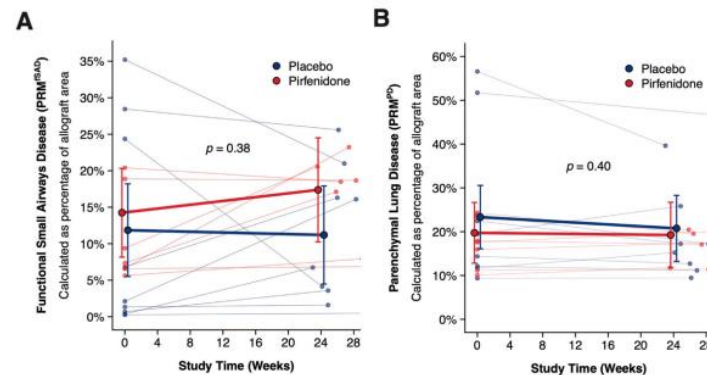 A
Functional Small Airways Disease (PRM^fSAD)
Calculated as percentage of allograft area
35%
30%
25%
20%
15%
10%
5%
0%
Placebo
Pirfenidone
p = 0.38
0 4 8 12 16 20 24 28
Study Time (Weeks)
B
Parenchymal Lung Disease (PRM^PD)
Calculated as percentage of allograft area
60%
50%
40%
30%
20%
10%
0%
Placebo
Pirfenidone
p = 0.40
0 4 8 12 16 20 24 28
Study Time (Weeks)